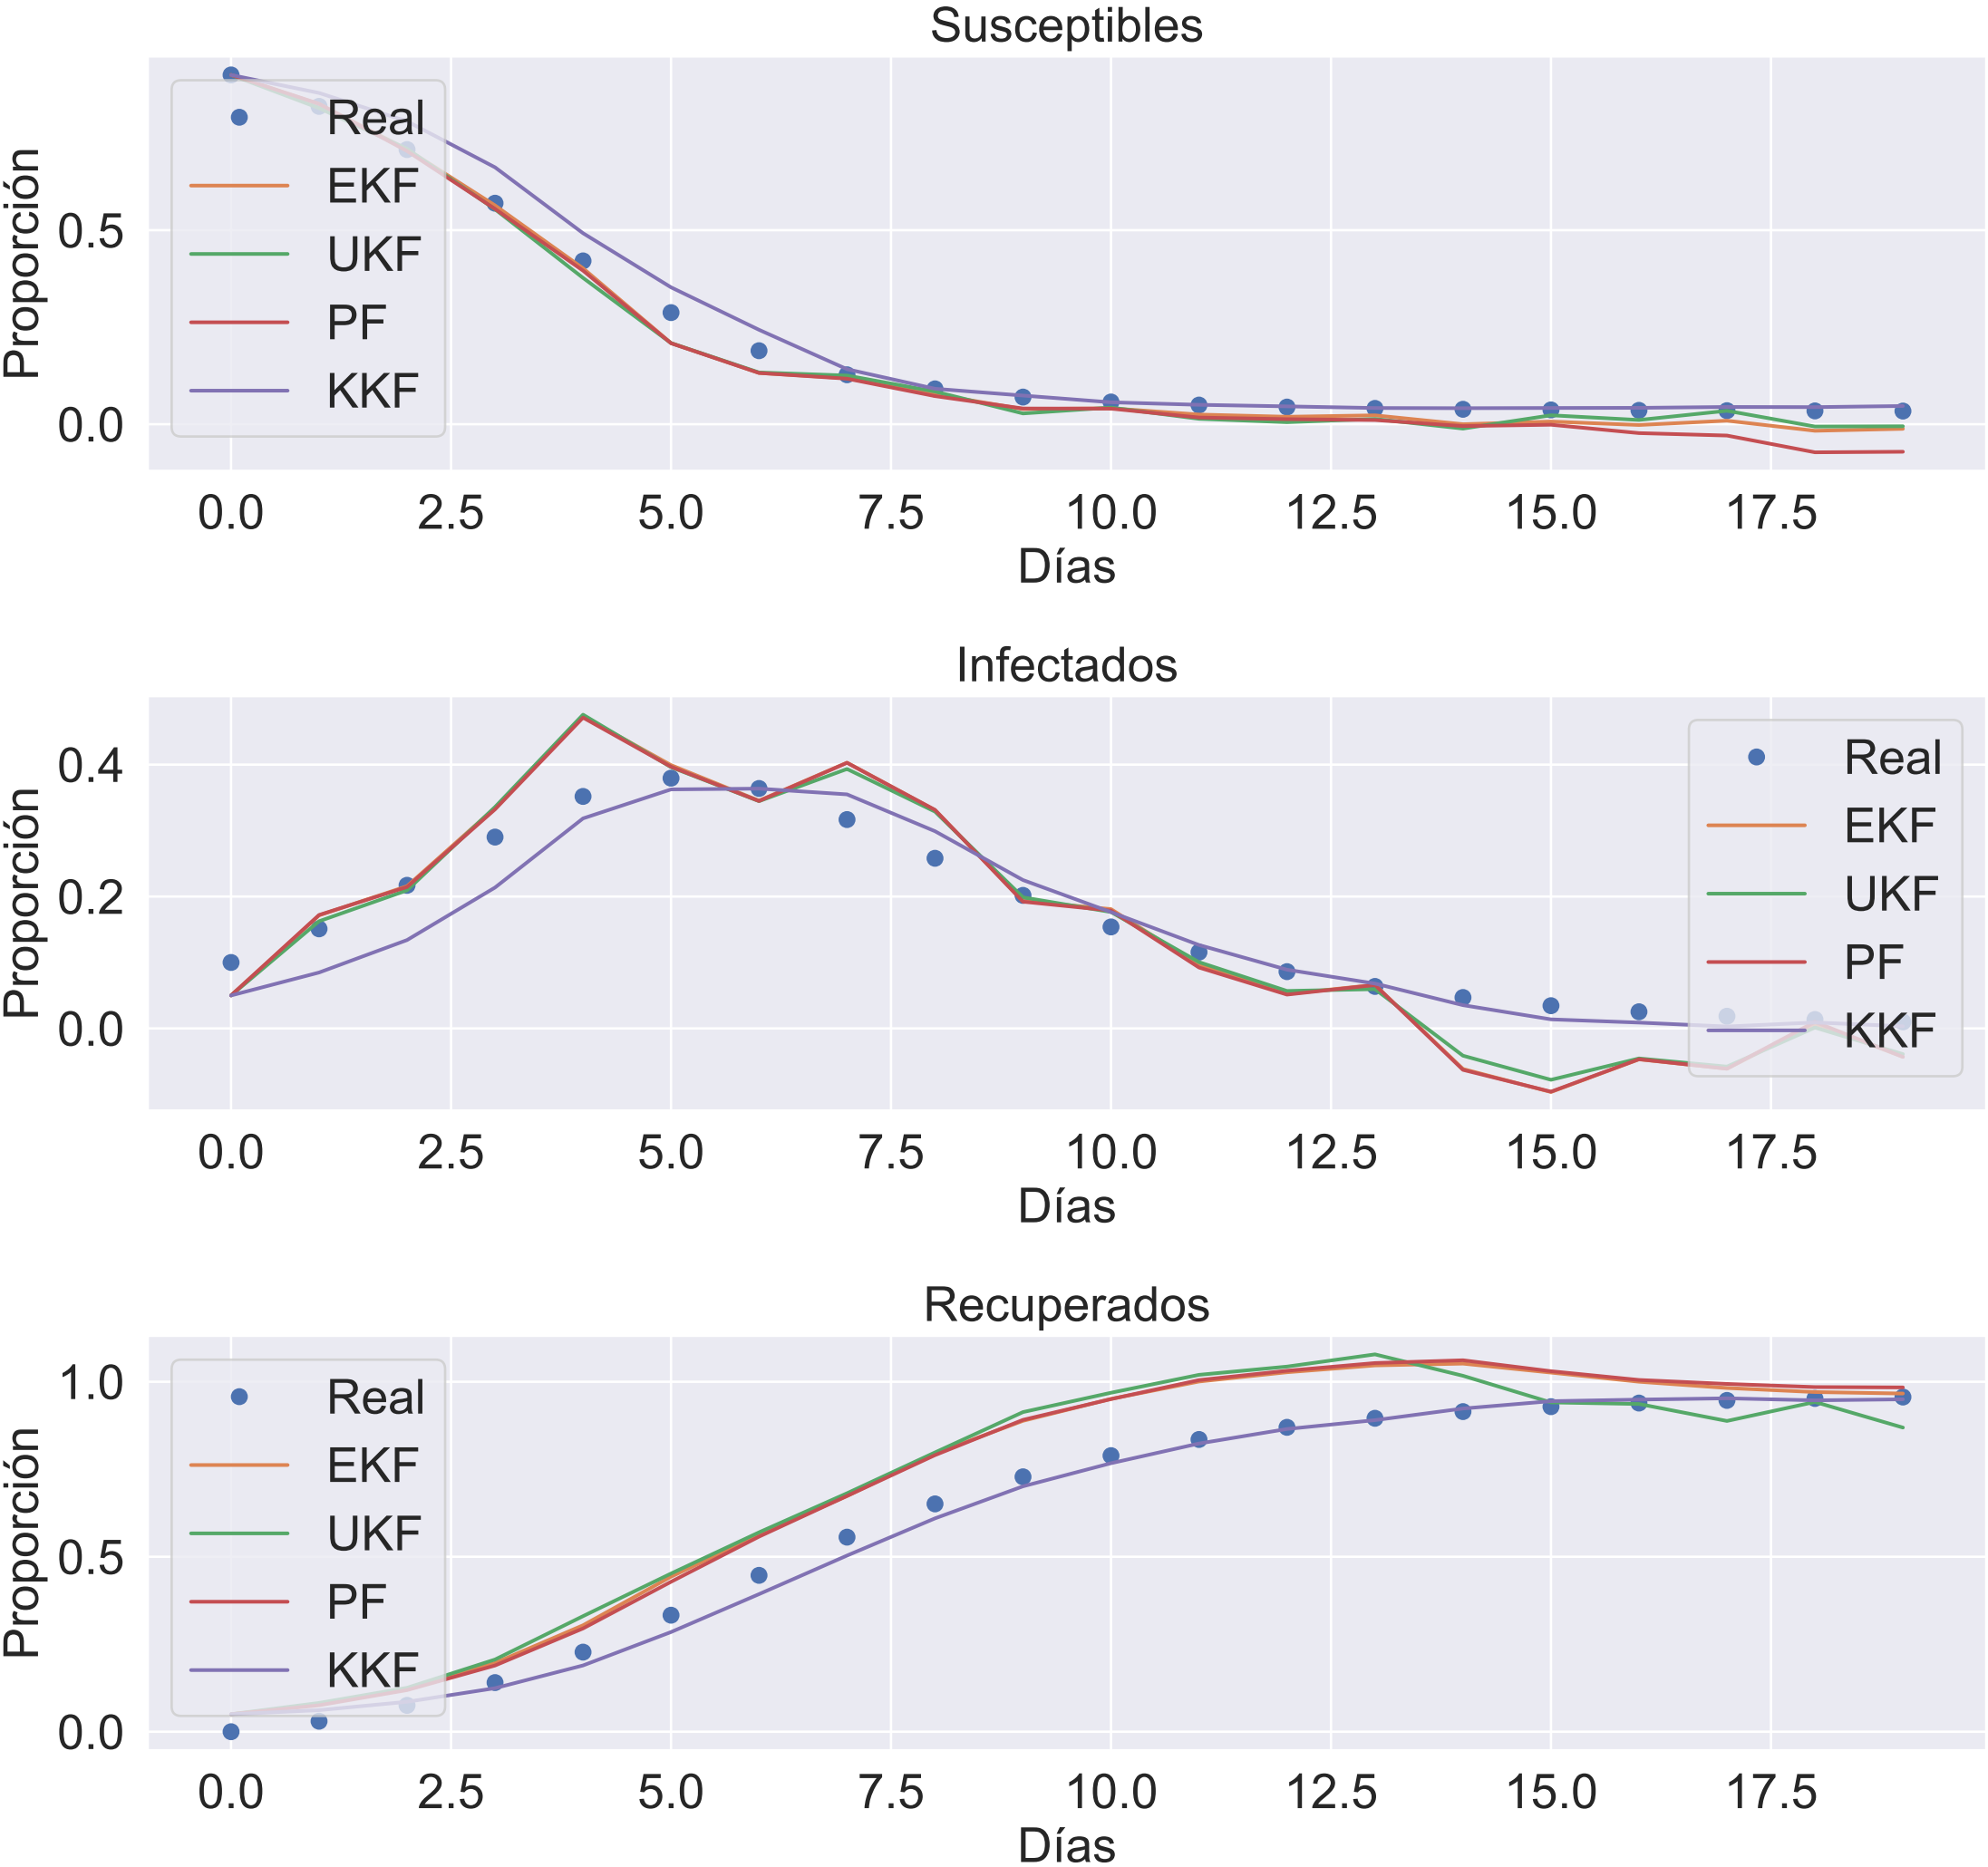 Susceptibles
Proporción
0.5
0.0
Real
EKF
UKF
PF
KKF
0.0 2.5 5.0 7.5 10.0 12.5 15.0 17.5
Días
Infectados
Proporción
0.4
0.2
0.0
Real
EKF
UKF
PF
KKF
0.0 2.5 5.0 7.5 10.0 12.5 15.0 17.5
Días
Recuperados
Proporción
1.0
0.5
0.0
Real
EKF
UKF
PF
KKF
0.0 2.5 5.0 7.5 10.0 12.5 15.0 17.5
Días